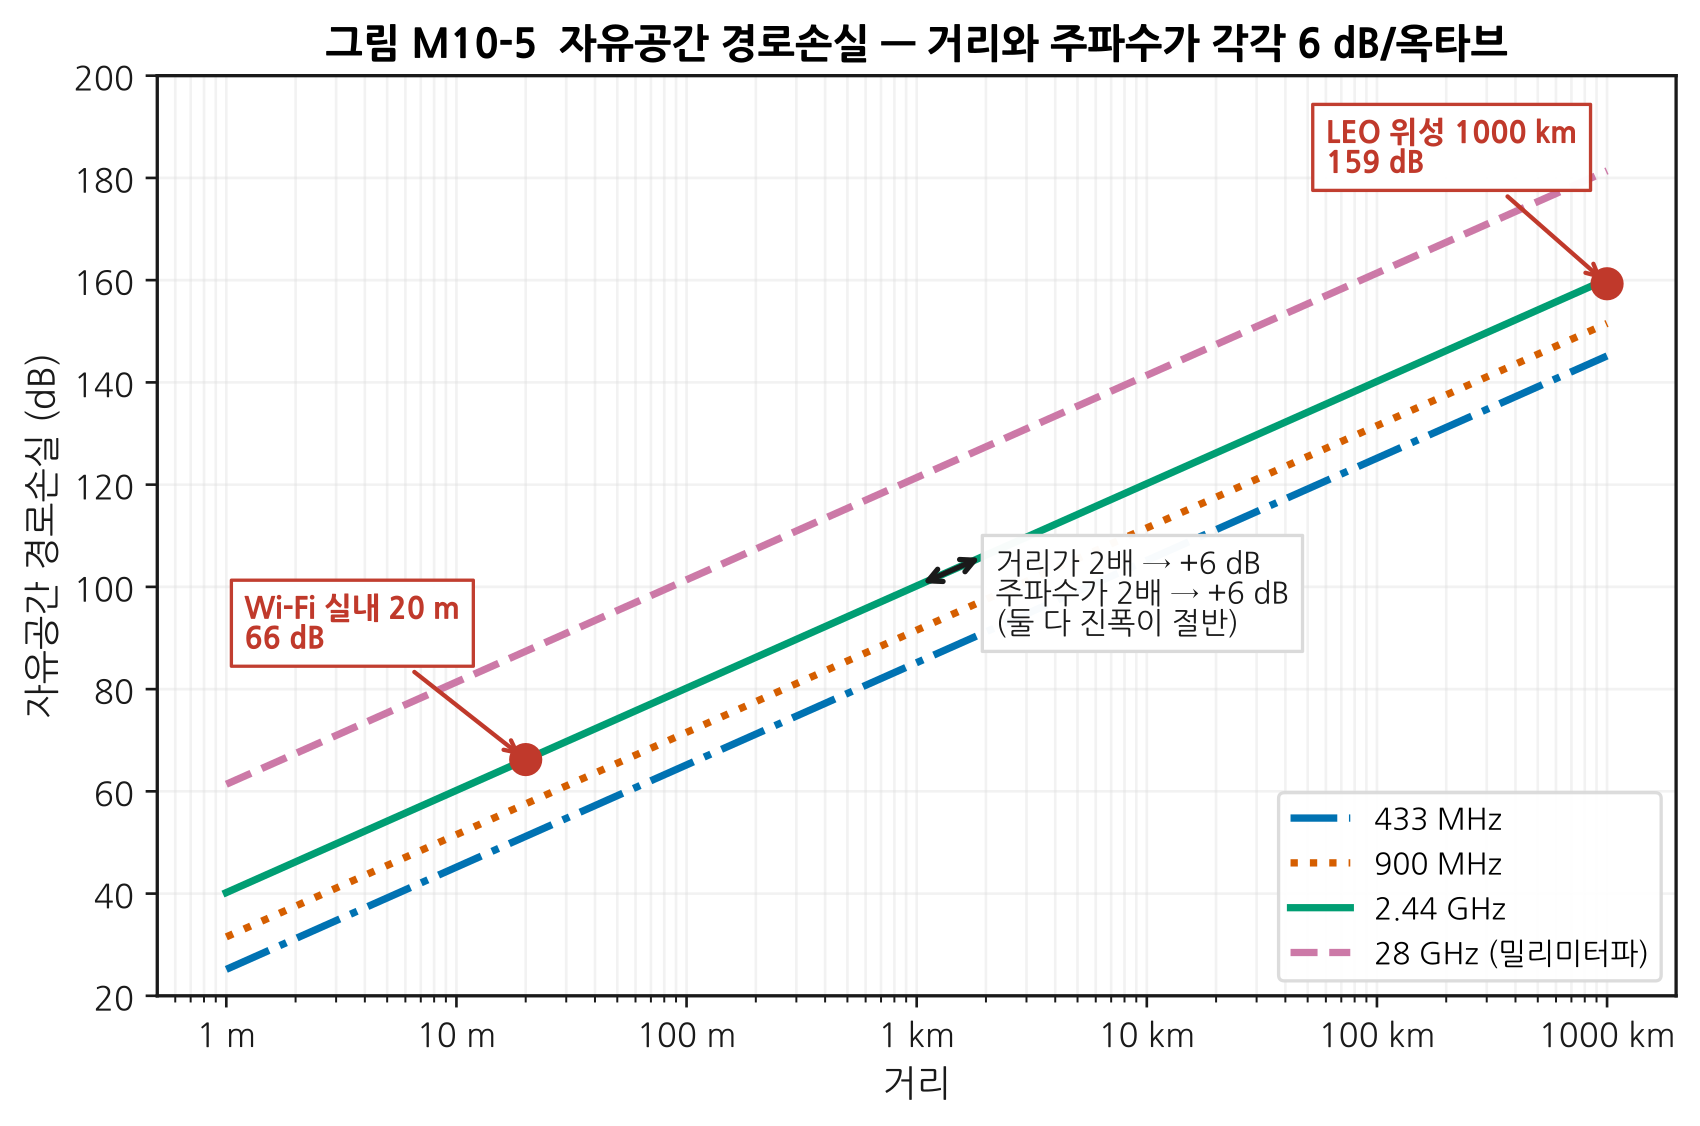 그림 M10-5  자유공간 경로손실 — 거리와 주파수가 각각 6 dB/옥타브
자유공간 경로손실 (dB)
200
180
160
140
120
100
80
60
40
20
LEO 위성 1000 km
159 dB
Wi-Fi 실내 20 m
66 dB
거리가 2배 → +6 dB
주파수가 2배 → +6 dB
(둘 다 진폭이 절반)
433 MHz
900 MHz
2.44 GHz
28 GHz (밀리미터파)
1 m
10 m
100 m
1 km
10 km
100 km
1000 km
거리